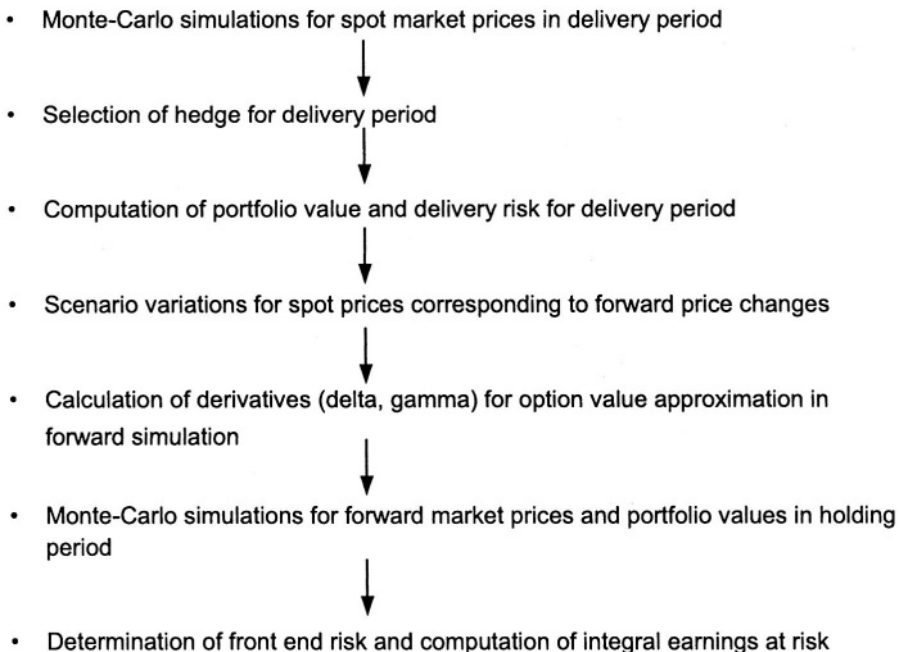 • Monte-Carlo simulations for spot market prices in delivery period
• Selection of hedge for delivery period
• Computation of portfolio value and delivery risk for delivery period
• Scenario variations for spot prices corresponding to forward price changes
• Calculation of derivatives (delta, gamma) for option value approximation in
forward simulation
• Monte-Carlo simulations for forward market prices and portfolio values in holding
period
• Determination of front end risk and computation of integral earnings at risk